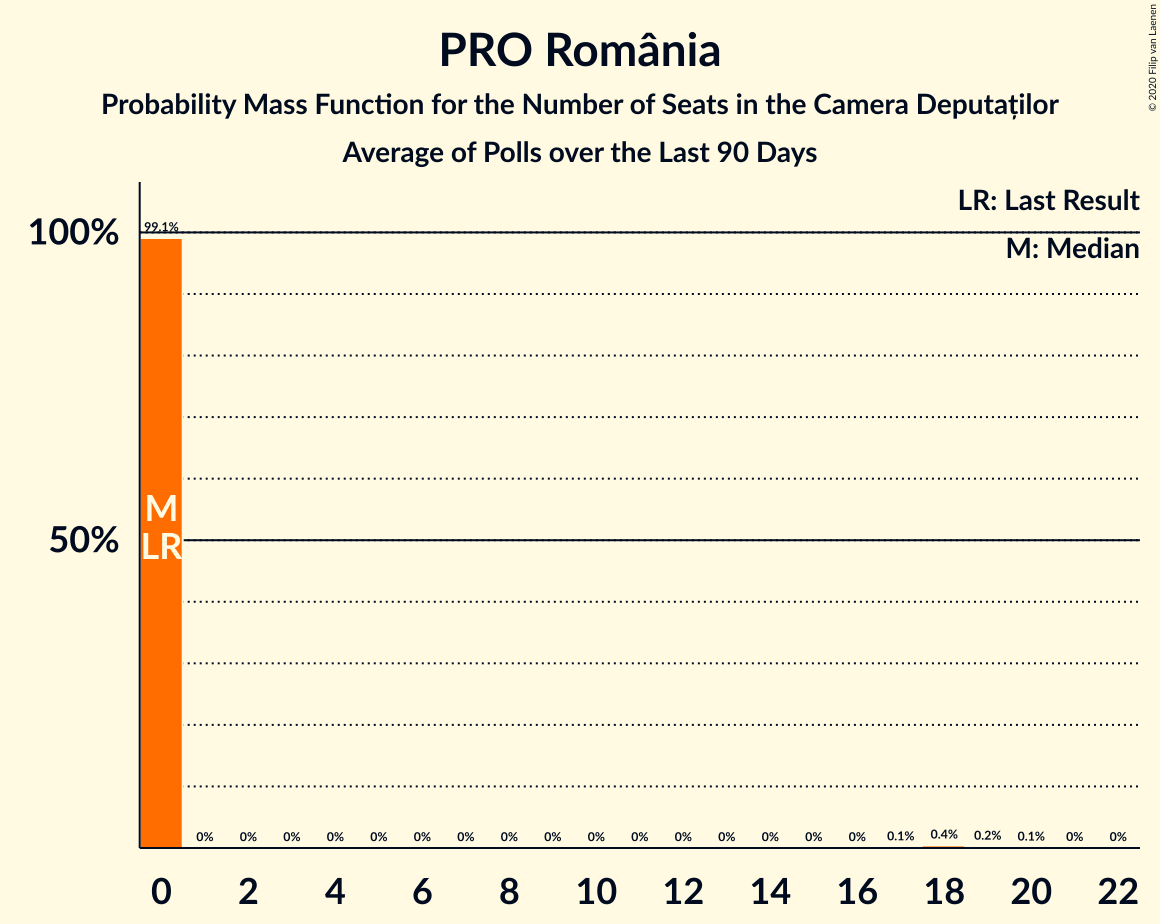 PRO România
Probability Mass Function for the Number of Seats in the Camera Deputaților
Average of Polls over the Last 90 Days
© 2020 Filip van Laenen
LR: Last Result
M: Median
100%
50%
99.1%
M
LR
0% 0% 0% 0% 0% 0% 0% 0% 0% 0% 0% 0% 0% 0% 0% 0% 0.1% 0.4% 0.2% 0.1% 0% 0%
0 2 4 6 8 10 12 14 16 18 20 22